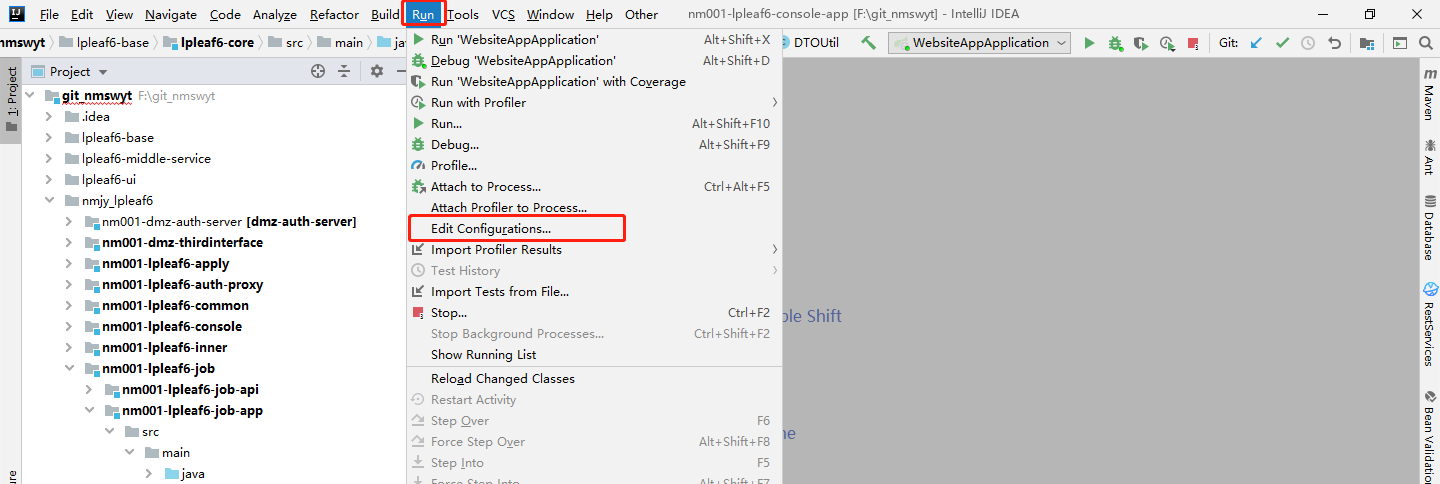 File Edit View Navigate Code Analyze Refactor Build Run Tools VCS Window Help Other nm001-lpleaf6-console-app [F:\git_nmswyt] - IntelliJ IDEA
nmswyt lpleaf6-base lpleaf6-core src main DTOUtil WebsiteAppApplication Git:
1: Project
Project
git_nmswyt F:\git_nmswyt
.idea
lpleaf6-base
lpleaf6-middle-service
lpleaf6-ui
nmjy_lpleaf6
nm001-dmz-auth-server [dmz-auth-server]
nm001-dmz-thirdinterface
nm001-lpleaf6-apply
nm001-lpleaf6-auth-proxy
nm001-lpleaf6-common
nm001-lpleaf6-console
nm001-lpleaf6-inner
nm001-lpleaf6-job
nm001-lpleaf6-job-api
nm001-lpleaf6-job-app
src
main
java
Run 'WebsiteAppApplication' Alt+Shift+X
Debug 'WebsiteAppApplication' Alt+Shift+D
Run 'WebsiteAppApplication' with Coverage
Run with Profiler
Run... Alt+Shift+F10
Debug... Alt+Shift+F9
Profile...
Attach to Process... Ctrl+Alt+F5
Attach Profiler to Process...
Edit Configurations...
Import Profiler Results
Test History
Import Tests from File...
Stop... Ctrl+F2
Stop Background Processes... Ctrl+Shift+F2
Show Running List
Reload Changed Classes
Restart Activity
Step Over F6
Force Step Over Alt+Shift+F8
Step Into F5
Force Step Into Alt+Shift+F7
Shift
Maven
Ant
Database
RestServices
Bean Validation